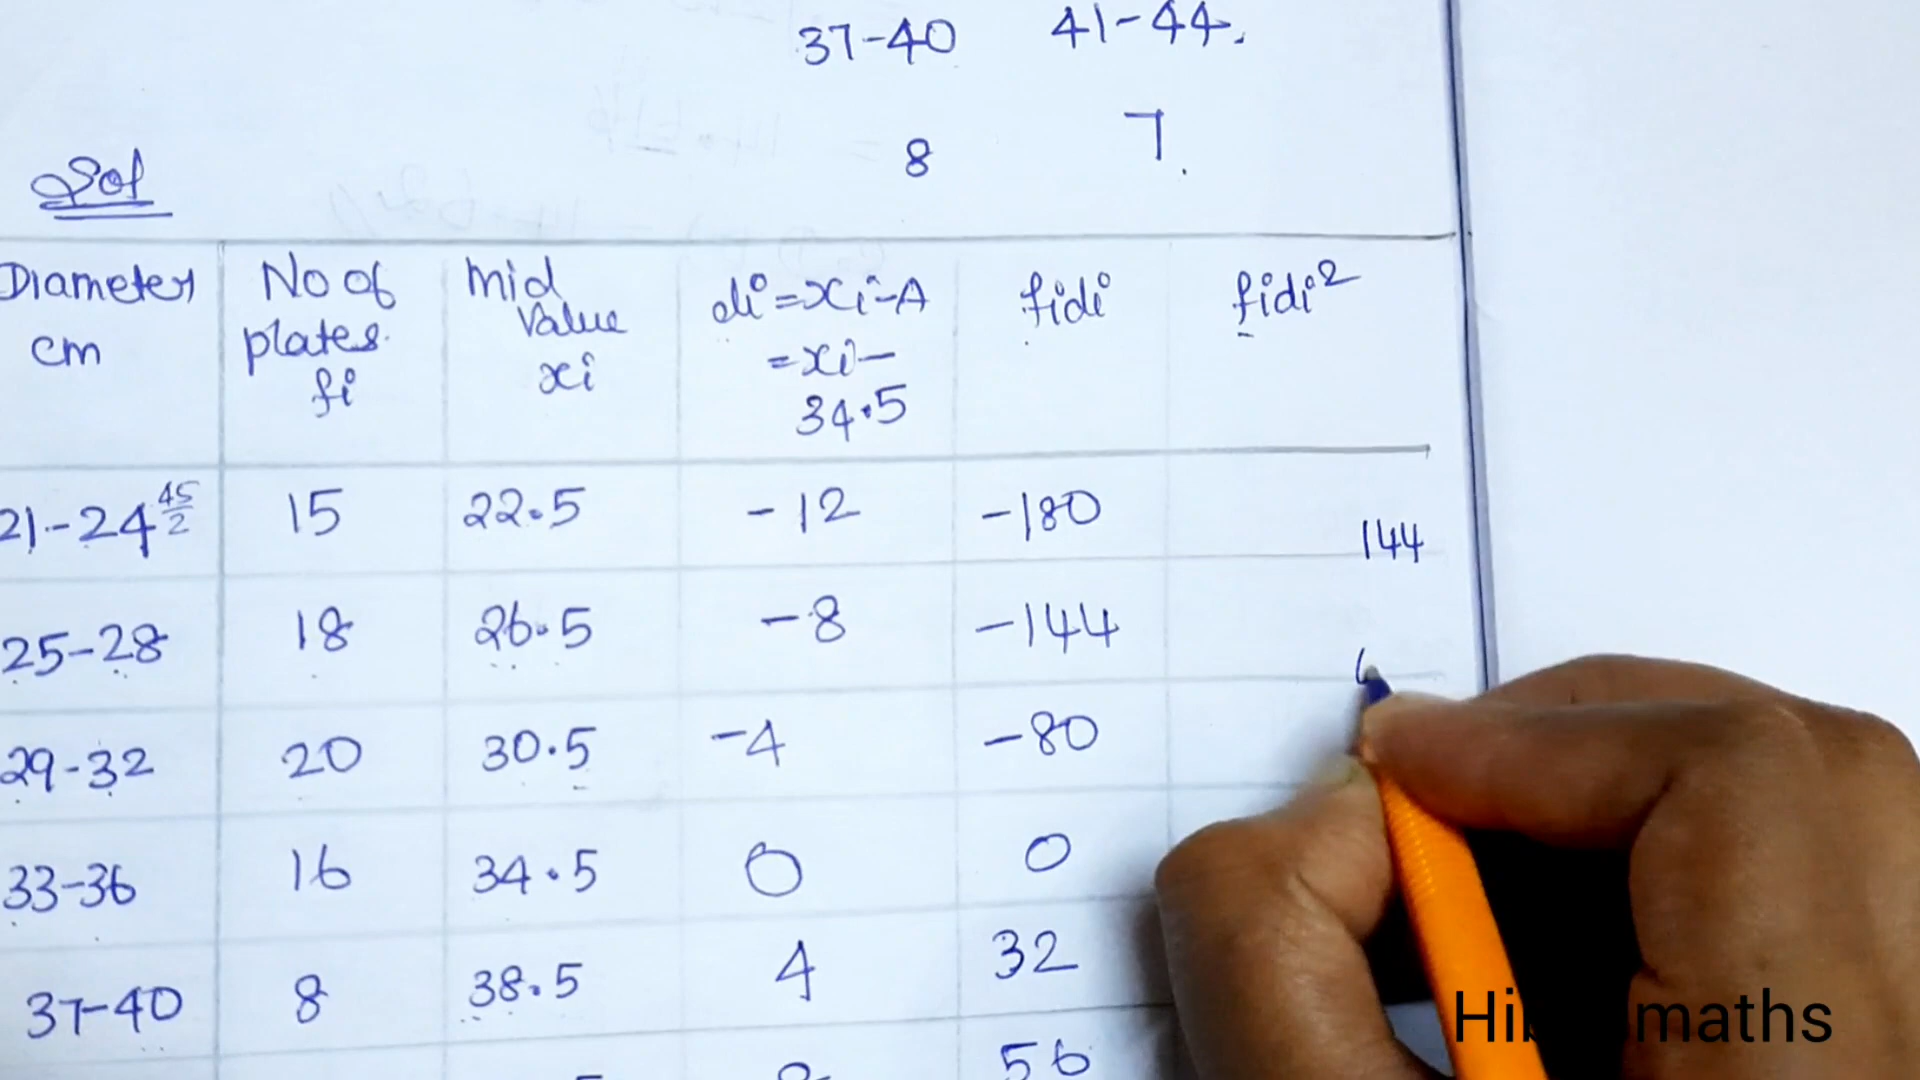 37-40 41-44.
8 7.
Sol
Diameter cm | No of plates. fi | Mid Value xi | di=xi-A =xi- 34.5 | fidi | fidi²
21-24 45/2 | 15 | 22.5 | -12 | -180 | 144
25-28 | 18 | 26.5 | -8 | -144
29-32 | 20 | 30.5 | -4 | -80
33-36 | 16 | 34.5 | 0 | 0
37-40 | 8 | 38.5 | 4 | 32
56
maths